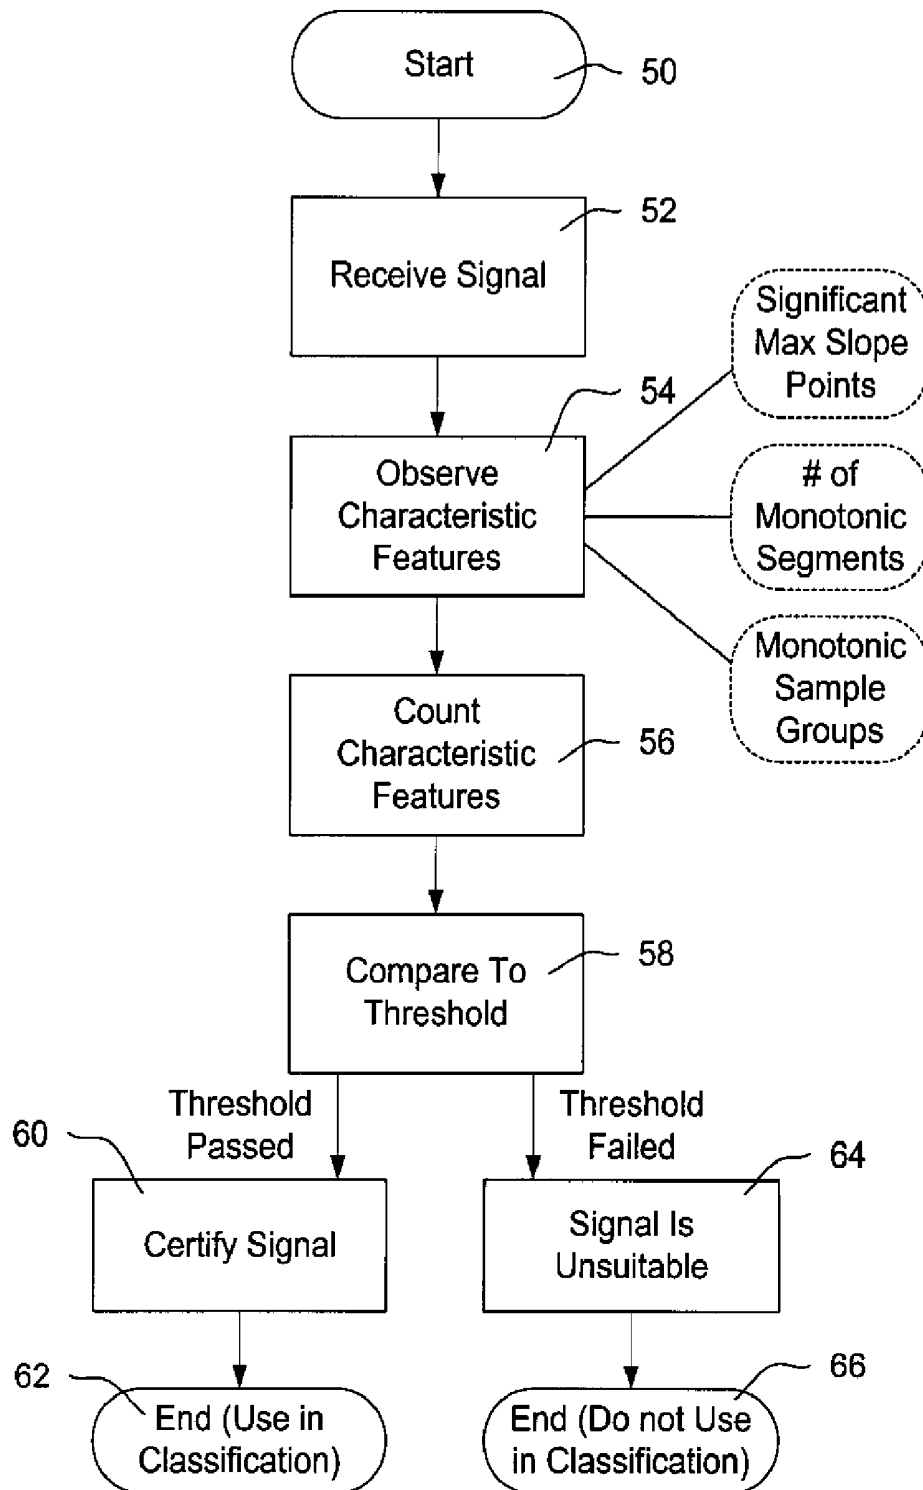 Start
50
52
Receive Signal
Significant
Max Slope
Points
54
Observe
Characteristic
Features
# of
Monotonic
Segments
Monotonic
Sample
Groups
Count
Characteristic
Features
56
Compare To
Threshold
58
Threshold
Passed
Threshold
Failed
60
Certify Signal
64
Signal Is
Unsuitable
62
End (Use in
Classification)
66
End (Do not Use
in Classification)